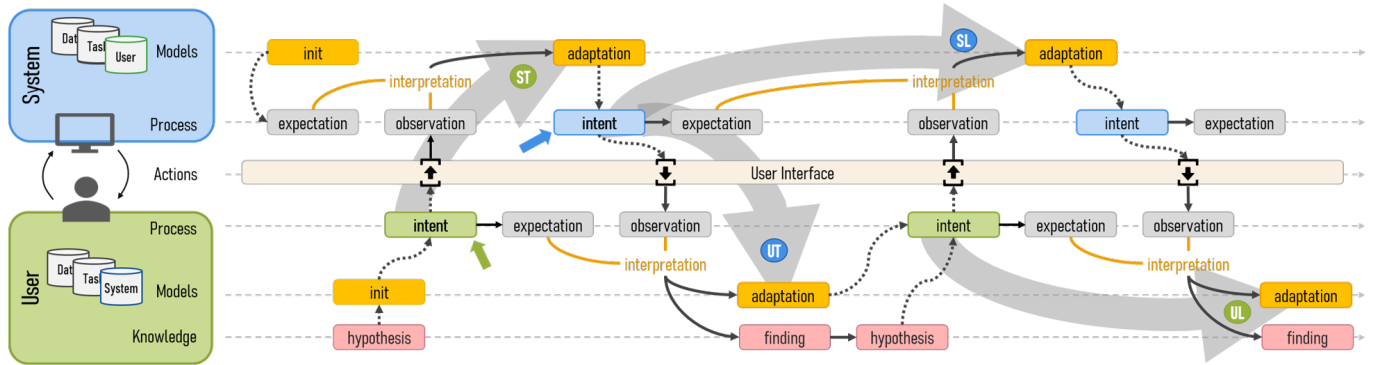 System
Dat
Task
User
Models
Process
Actions
Process
Models
Knowledge
User
Dat
Task
System
init
adaptation
SL
adaptation
ST
interpretation
interpretation
expectation
observation
intent
expectation
observation
intent
expectation
User Interface
intent
expectation
observation
intent
expectation
observation
UT
interpretation
interpretation
init
adaptation
adaptation
UL
hypothesis
finding
hypothesis
finding